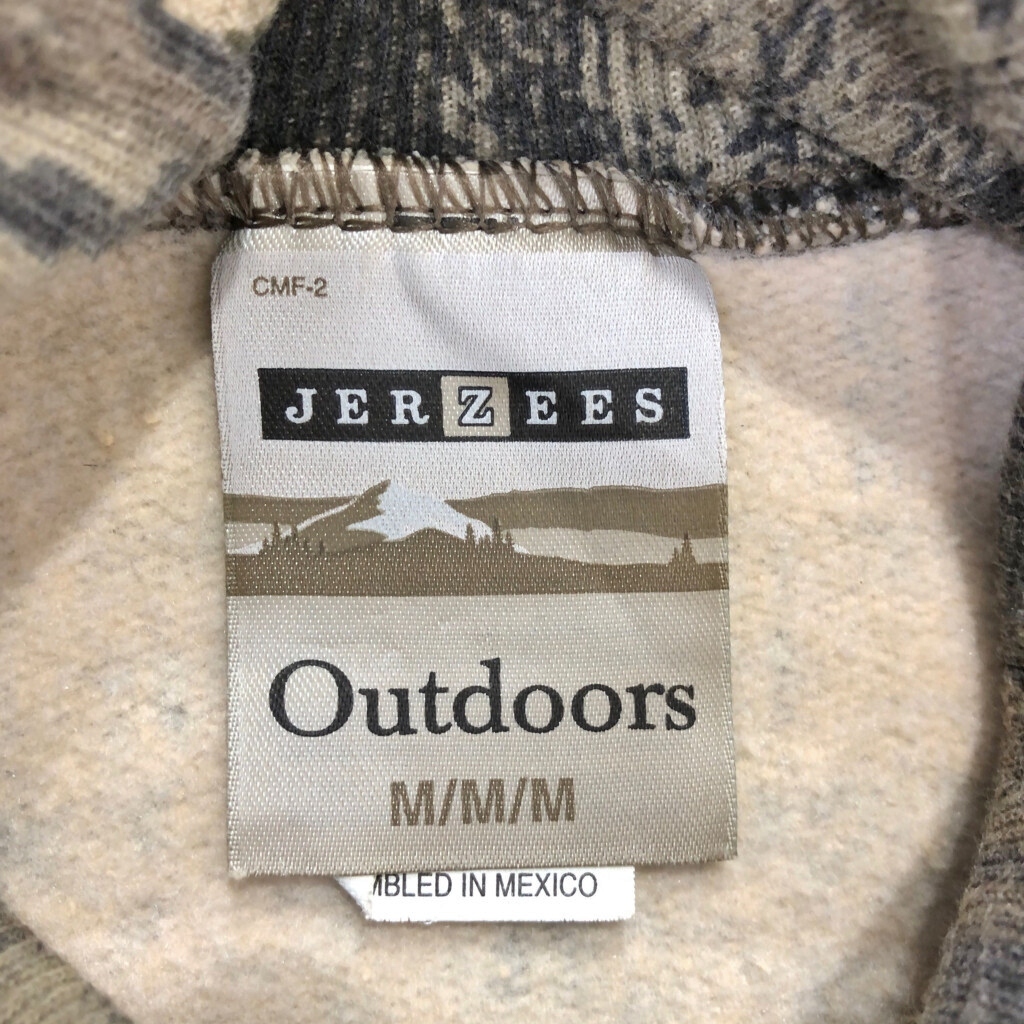 CMF-2
JERZEES
Outdoors
M/M/M
MBLED IN MEXICO